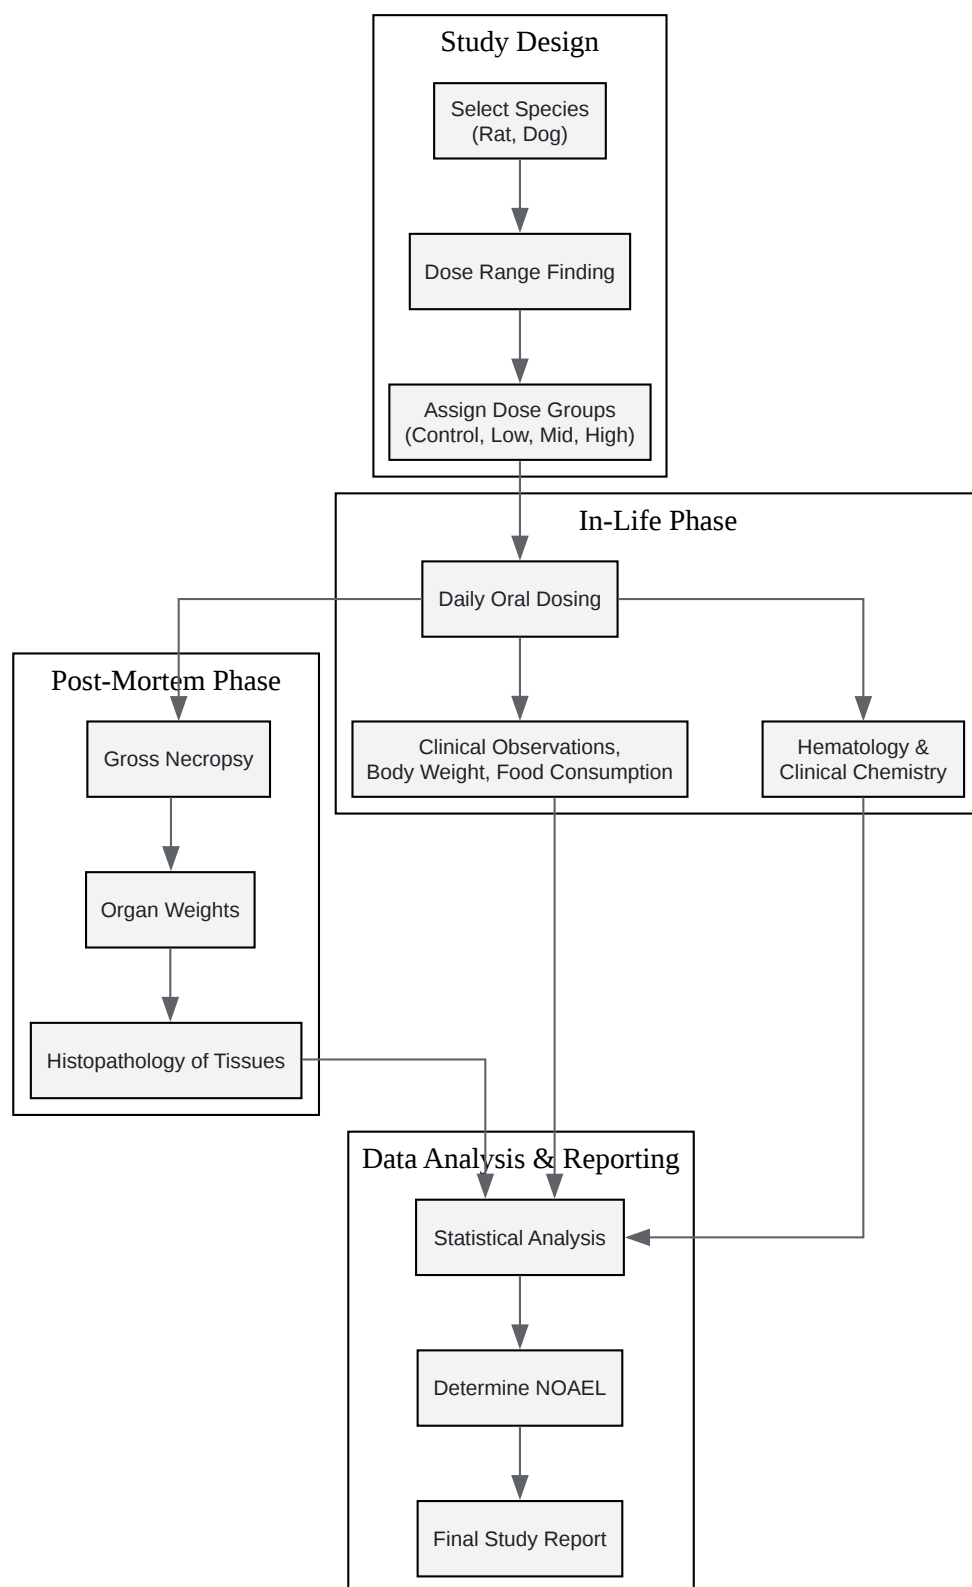 Study Design
Select Species
(Rat, Dog)
Dose Range Finding
Assign Dose Groups
(Control, Low, Mid, High)
In-Life Phase
Daily Oral Dosing
Clinical Observations,
Body Weight, Food Consumption
Hematology &
Clinical Chemistry
Post-Mortem Phase
Gross Necropsy
Organ Weights
Histopathology of Tissues
Data Analysis & Reporting
Statistical Analysis
Determine NOAEL
Final Study Report